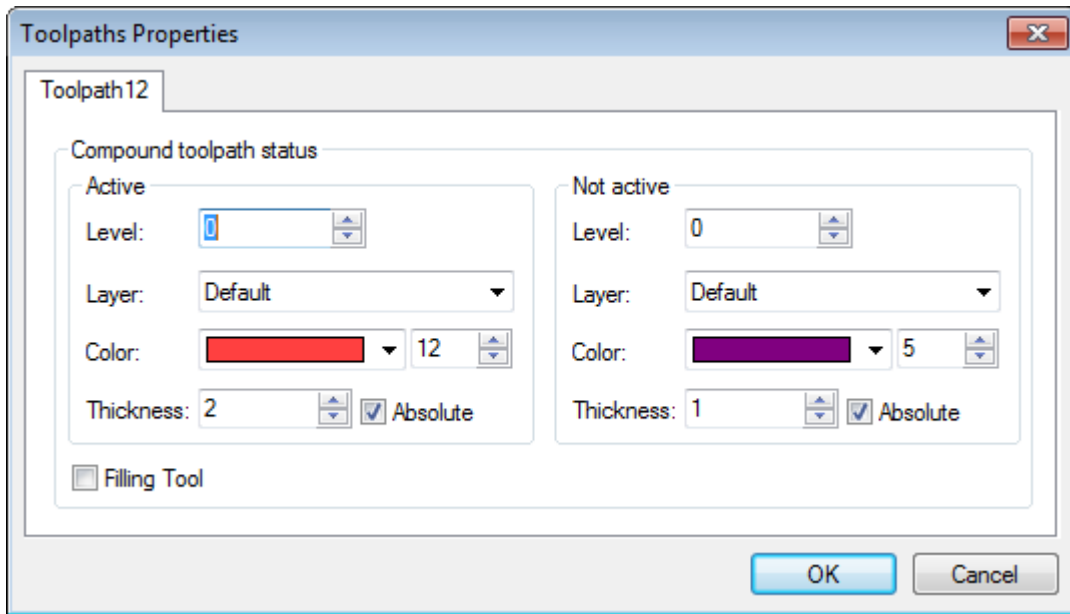 Toolpaths Properties
Toolpath12
Compound toolpath status
Active
Level: 0
Layer: Default
Color: 12
Thickness: 2 Absolute
Not active
Level: 0
Layer: Default
Color: 5
Thickness: 1 Absolute
Filling Tool
OK Cancel